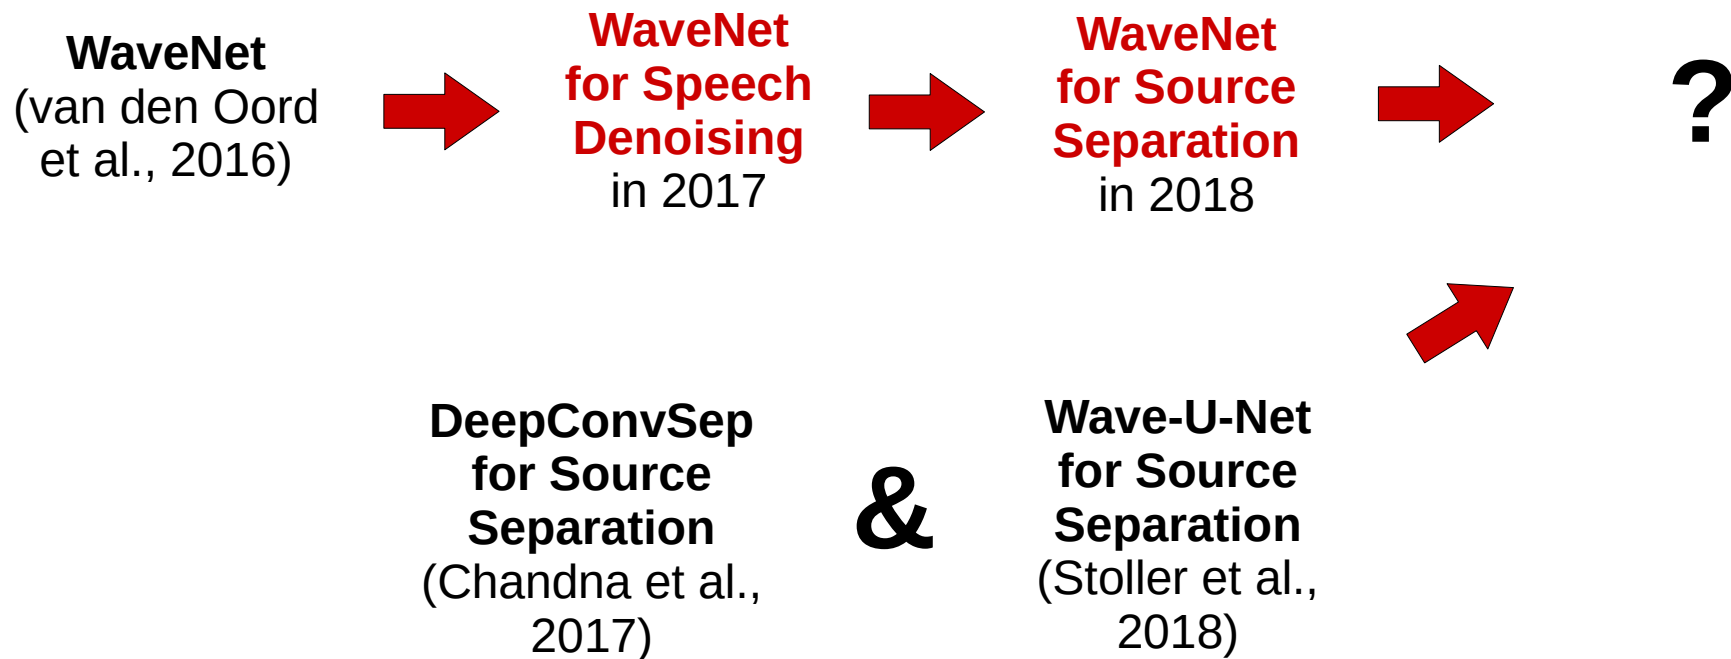 WaveNet
(van den Oord
et al., 2016)
WaveNet
for Speech
Denoising
in 2017
WaveNet
for Source
Separation
in 2018
?
DeepConvSep
for Source
Separation
(Chandna et al.,
2017)
&
Wave-U-Net
for Source
Separation
(Stoller et al.,
2018)